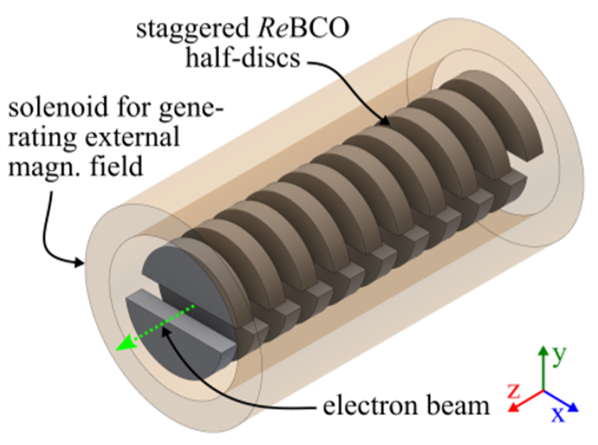 staggered ReBCO
half-discs
solenoid for gene-
rating external
magn. field
electron beam
y
z
x